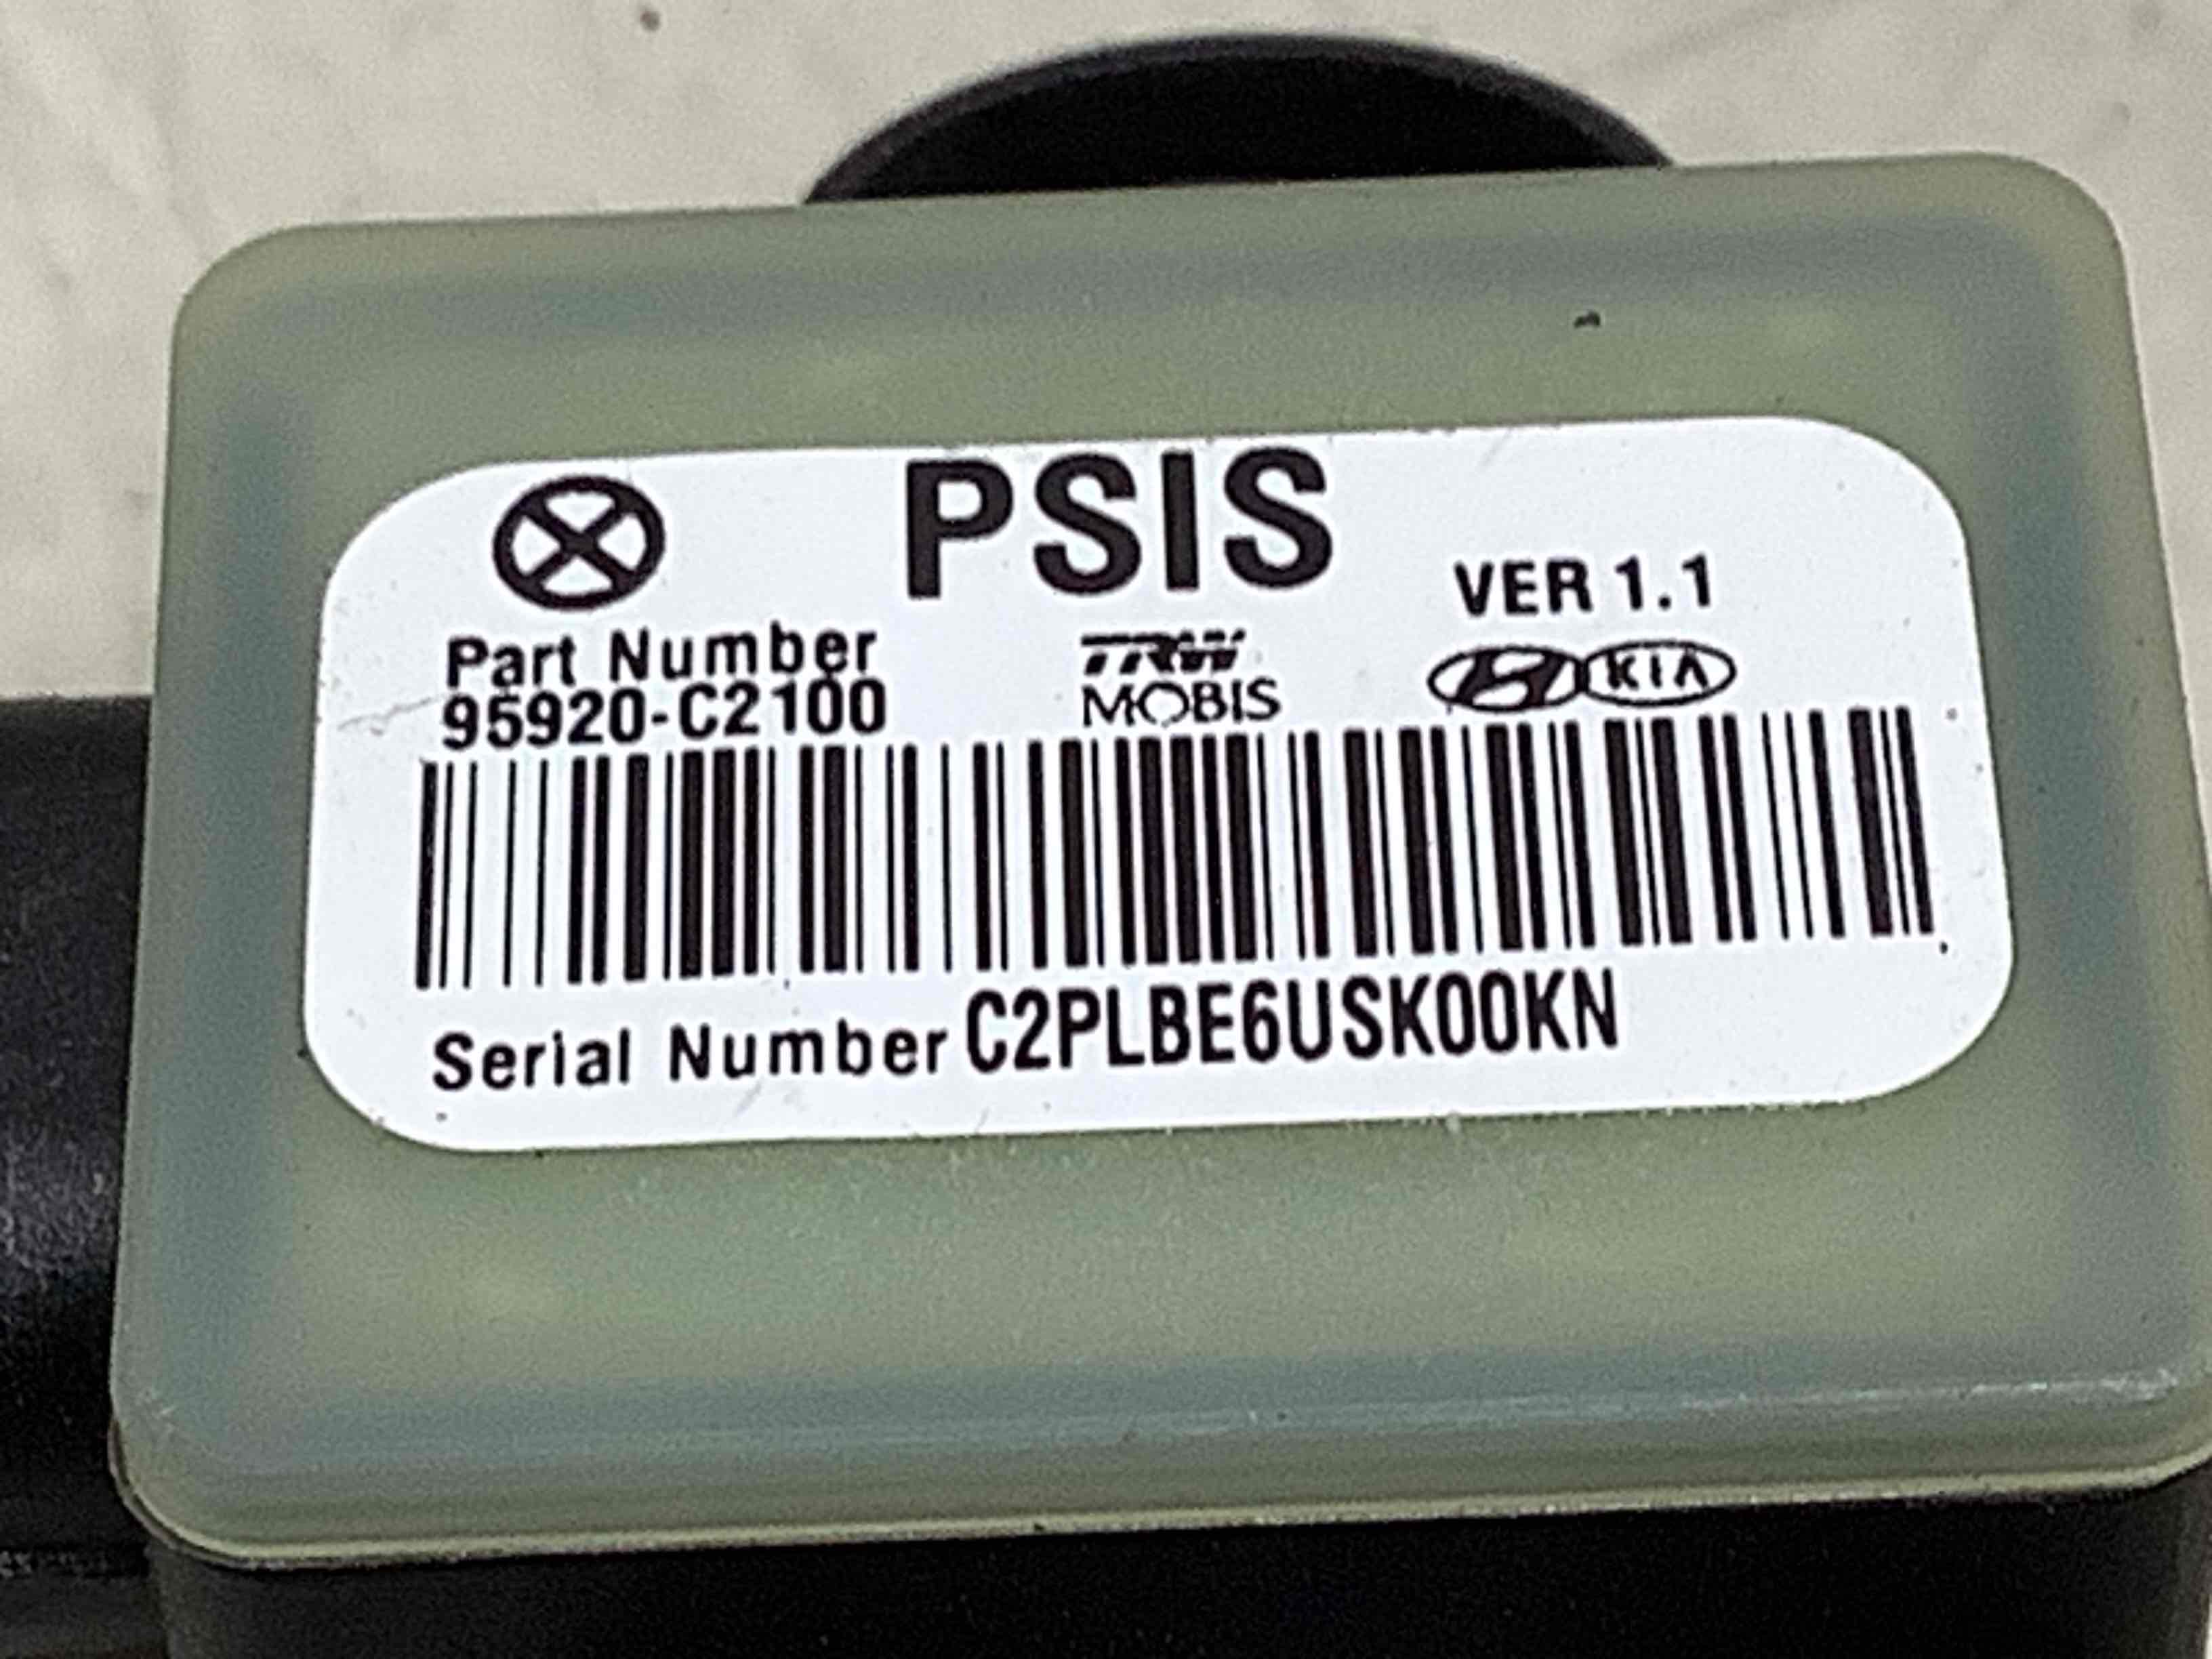 PSIS
VER 1.1
Part Number
95920-C2100
TRW
MOBIS
KIA
Serial Number C2PLBE6USK00KN